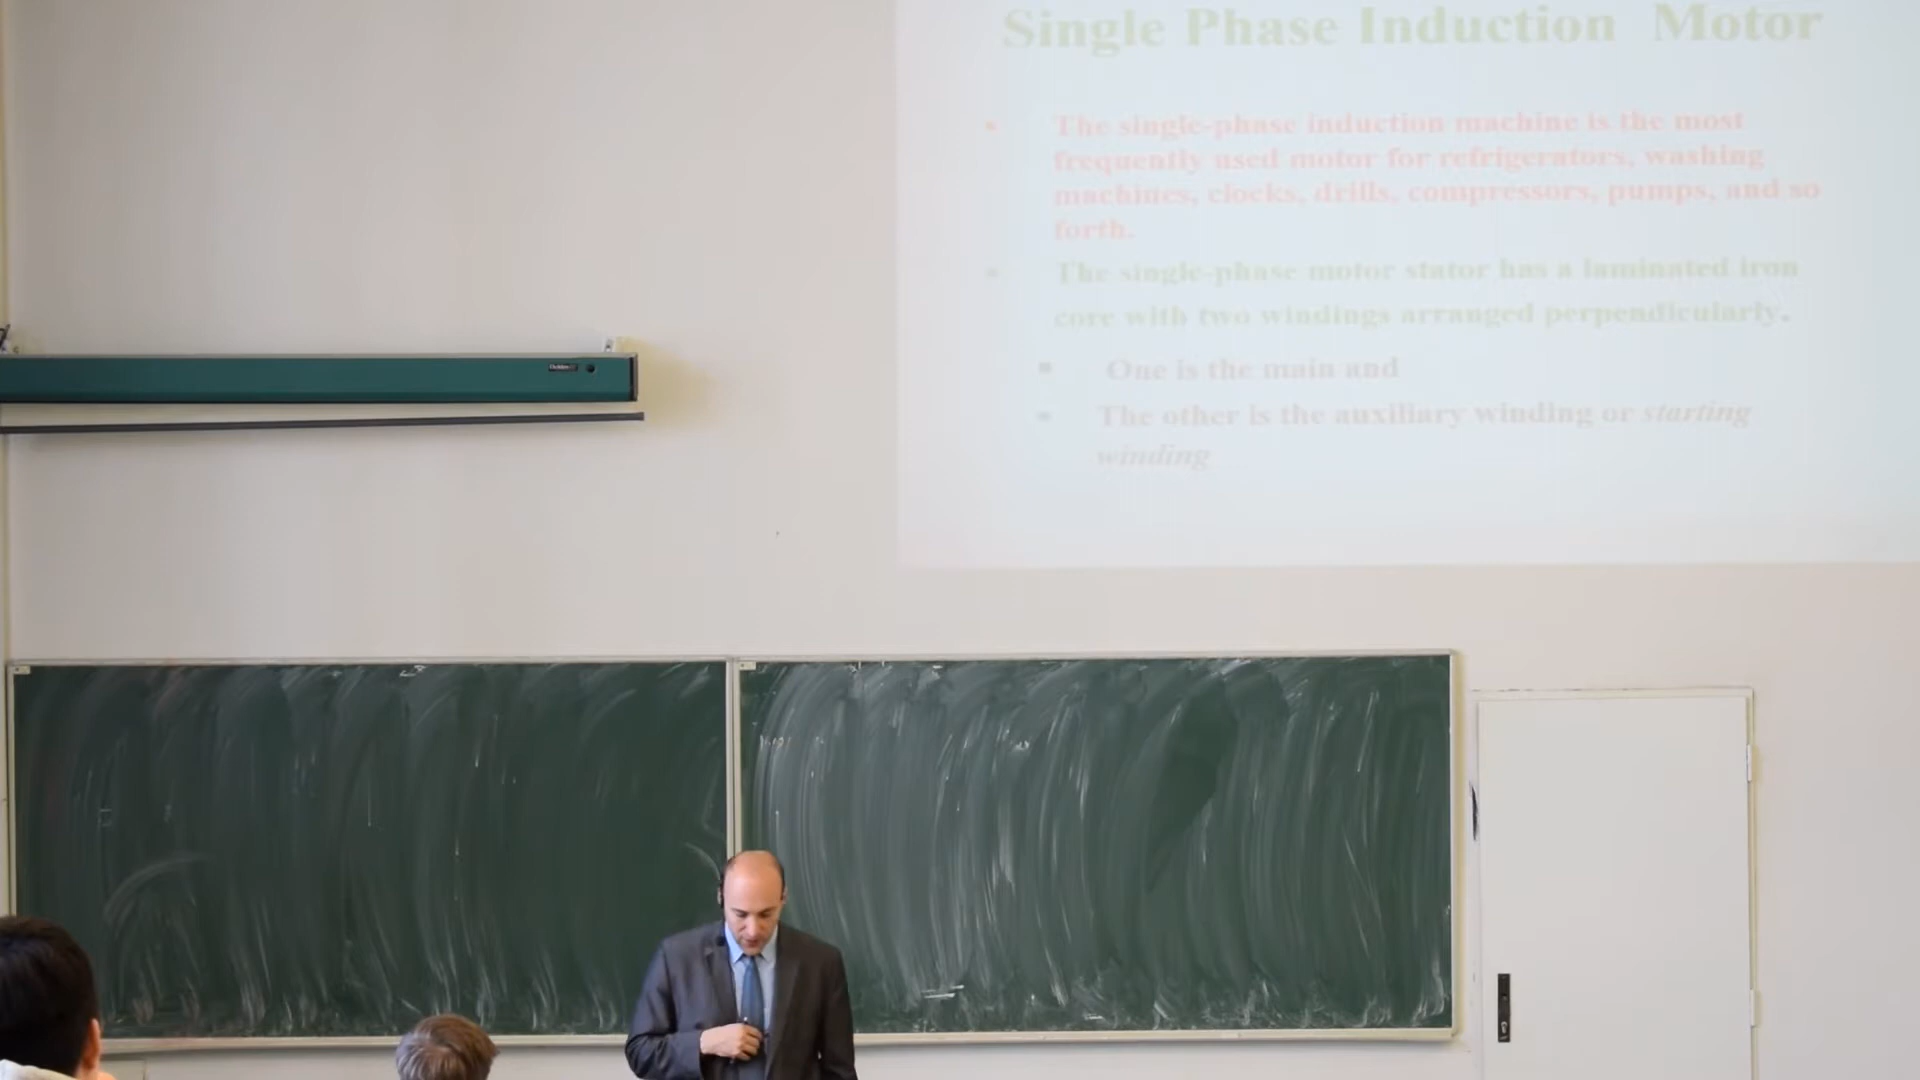 Single Phase Induction Motor
• The single-phase induction machine is the most
frequently used motor for refrigerators, washing
machines, clocks, drills, compressors, pumps, and so
forth.
• The single-phase motor stator has a laminated iron
core with two windings arranged perpendicularly.
▪ One is the main and
• The other is the auxiliary winding or starting
winding